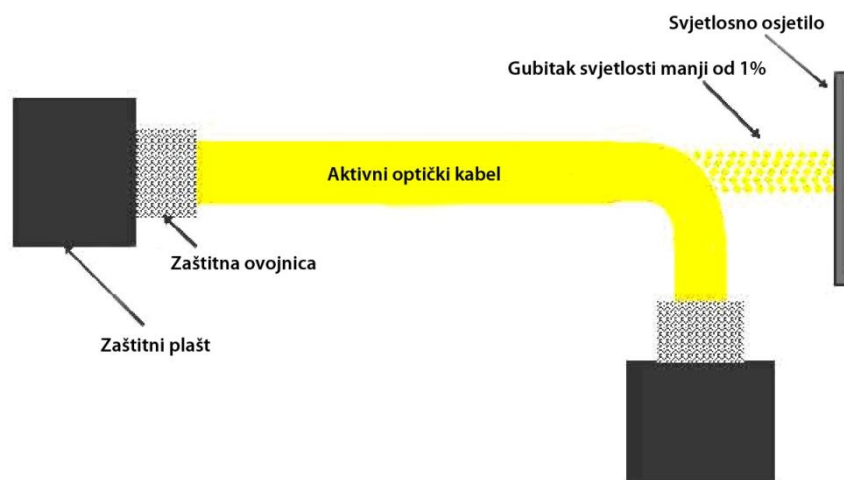 Svjetlosno osjetilo
Gubitak svjetlosti manji od 1%
Aktivni optički kabel
Zaštitna ovojnica
Zaštitni plašt